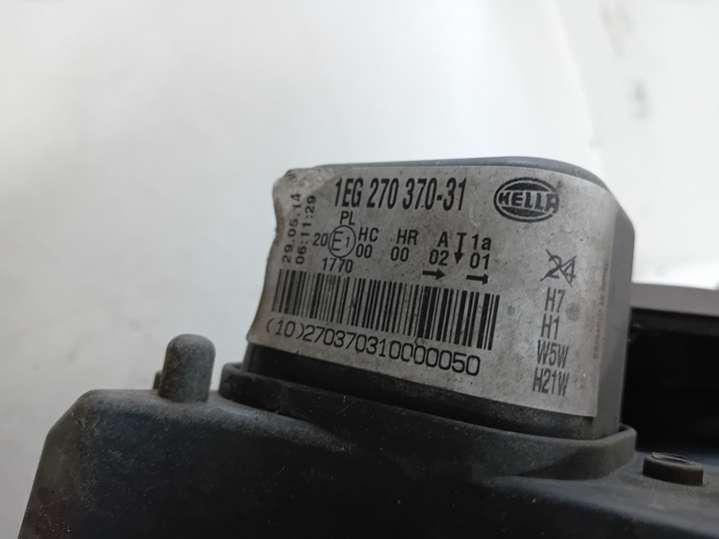 1EG 270 370-31
HELLA
29.05.14
06:11:29
PL
20 E1 HC HR A 1a
00 00 02 01
1770
24
H7
H1
W5W
H21W
(10)270370310000050